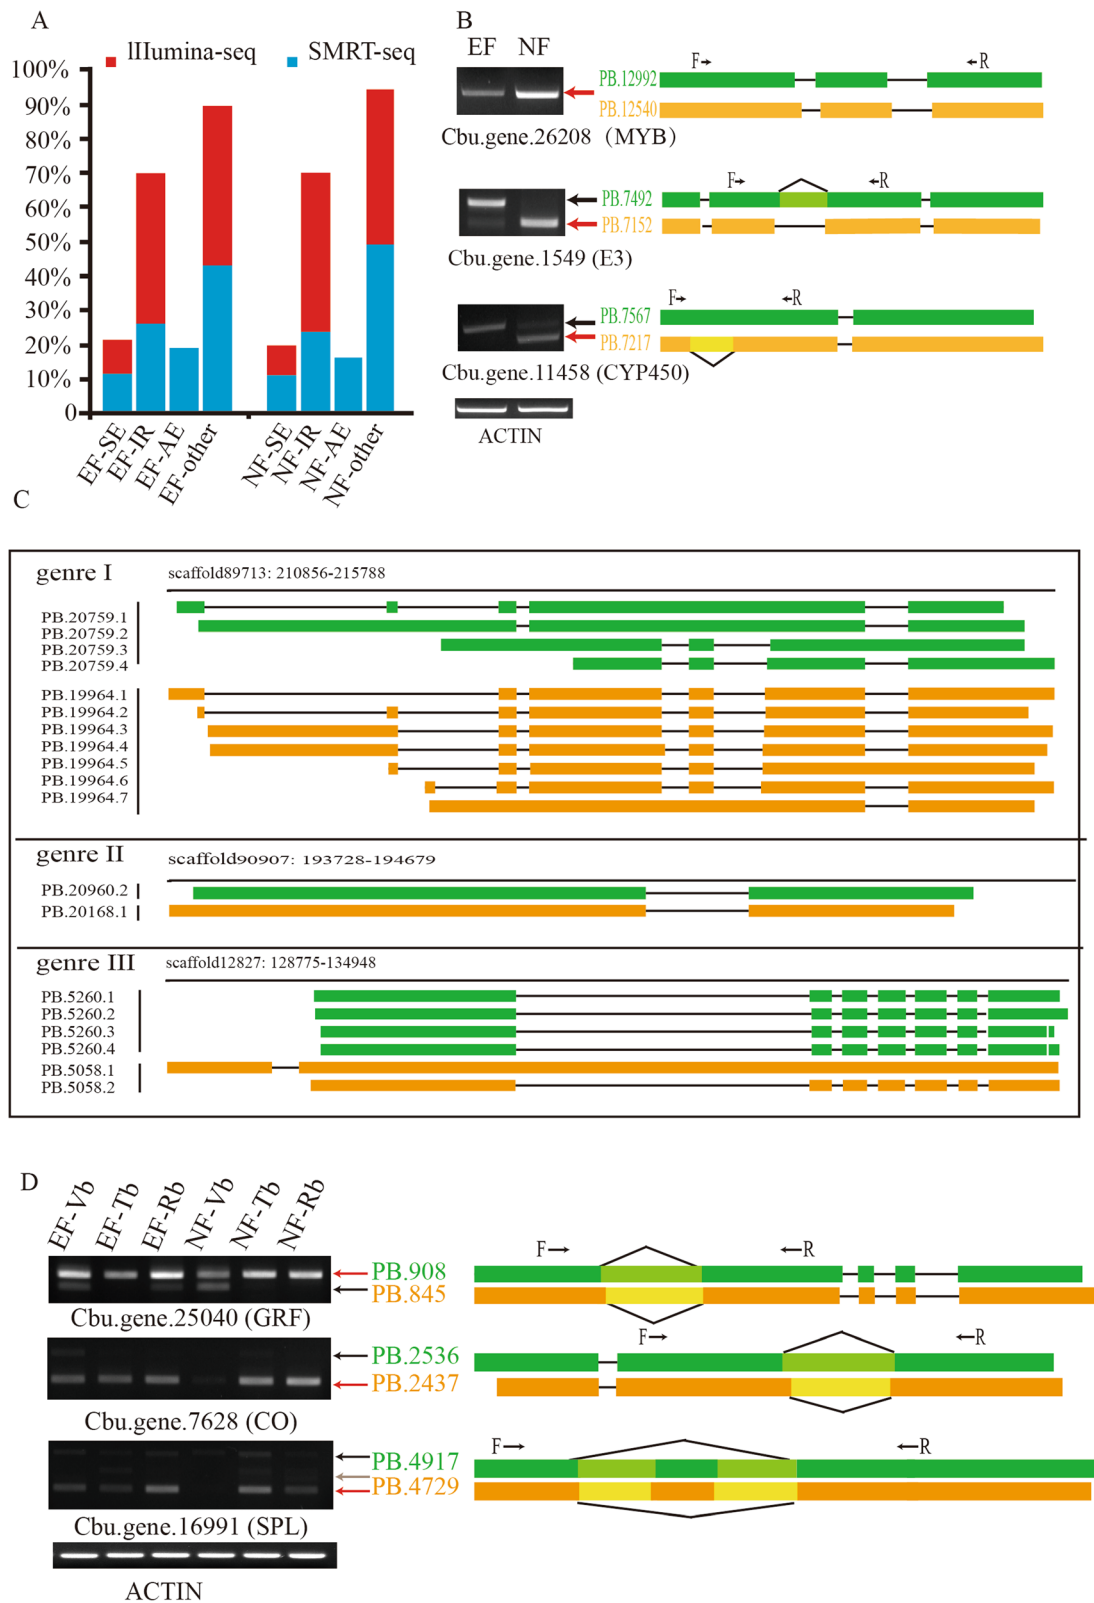 A
IIIumina-seq
SMRT-seq
100%
90%
80%
70%
60%
50%
40%
30%
20%
10%
0
EF-SE
EF-IR
EF-AE
EF-other
NF-SE
NF-IR
NF-AE
NF-other
B
EF NF
F R
PB.12992
PB.12540
Cbu.gene.26208 (MYB)
F R
PB.7492
PB.7152
Cbu.gene.1549 (E3)
F R
PB.7567
PB.7217
Cbu.gene.11458 (CYP450)
ACTIN
C
genre I
scaffold89713: 210856-215788
PB.20759.1
PB.20759.2
PB.20759.3
PB.20759.4
PB.19964.1
PB.19964.2
PB.19964.3
PB.19964.4
PB.19964.5
PB.19964.6
PB.19964.7
genre II
scaffold90907: 193728-194679
PB.20960.2
PB.20168.1
genre III
scaffold12827: 128775-134948
PB.5260.1
PB.5260.2
PB.5260.3
PB.5260.4
PB.5058.1
PB.5058.2
D
EF-Vb
EF-Tb
EF-Rb
NF-Vb
NF-Tb
NF-Rb
F R
PB.908
PB.845
Cbu.gene.25040 (GRF)
F R
PB.2536
PB.2437
Cbu.gene.7628 (CO)
F R
PB.4917
PB.4729
Cbu.gene.16991 (SPL)
ACTIN